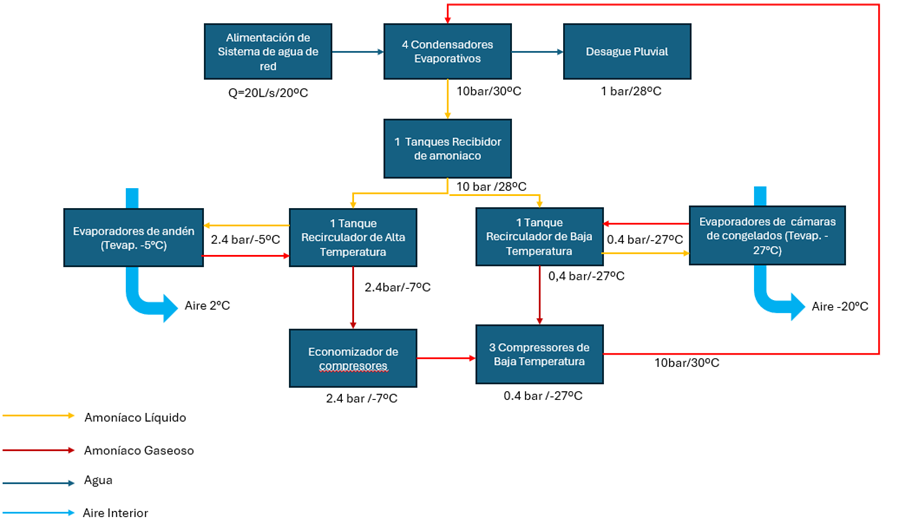 Alimentación de
Sistema de agua de
red
4 Condensadores
Evaporativos
Desague Pluvial
Q=20L/s/20ºC
10bar/30ºC
1 bar/28ºC
1 Tanques Recibidor
de amoniaco
10 bar /28ºC
Evaporadores de andén
(Tevap. -5ºC)
2.4 bar/-5ºC
1 Tanque
Recirculador de Alta
Temperatura
1 Tanque
Recirculador de Baja
Temperatura
0.4 bar/-27ºC
Evaporadores de cámaras
de congelados (Tevap. -
27ºC)
Aire 2ºC
2.4bar/-7ºC
0,4 bar/-27ºC
Aire -20ºC
Economizador de
compresores
3 Compressores de
Baja Temperatura
10bar/30ºC
2.4 bar /-7ºC
0.4 bar /-27ºC
Amoníaco Líquido
Amoníaco Gaseoso
Agua
Aire Interior